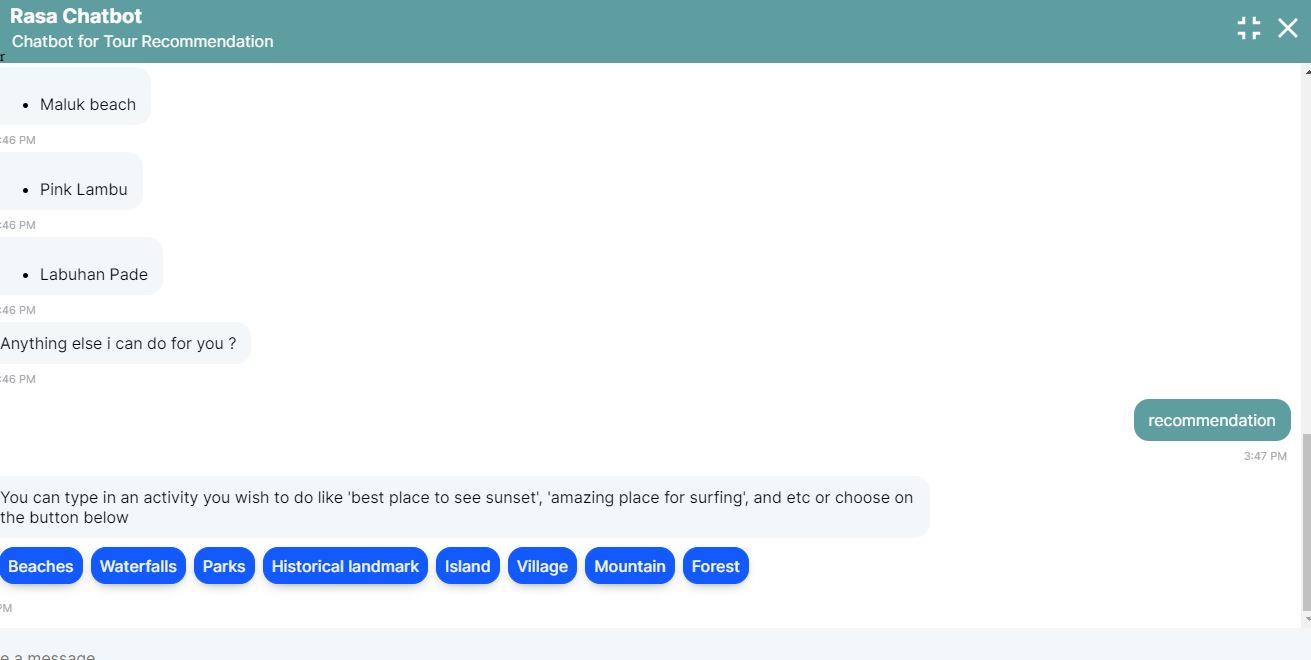 Rasa Chatbot
Chatbot for Tour Recommendation
r
Maluk beach
:46 PM
Pink Lambu
:46 PM
Labuhan Pade
:46 PM
Anything else i can do for you ?
:46 PM
recommendation
3:47 PM
You can type in an activity you wish to do like 'best place to see sunset', 'amazing place for surfing', and etc or choose on
the button below
Beaches Waterfalls Parks Historical landmark Island Village Mountain Forest
PM
e a message